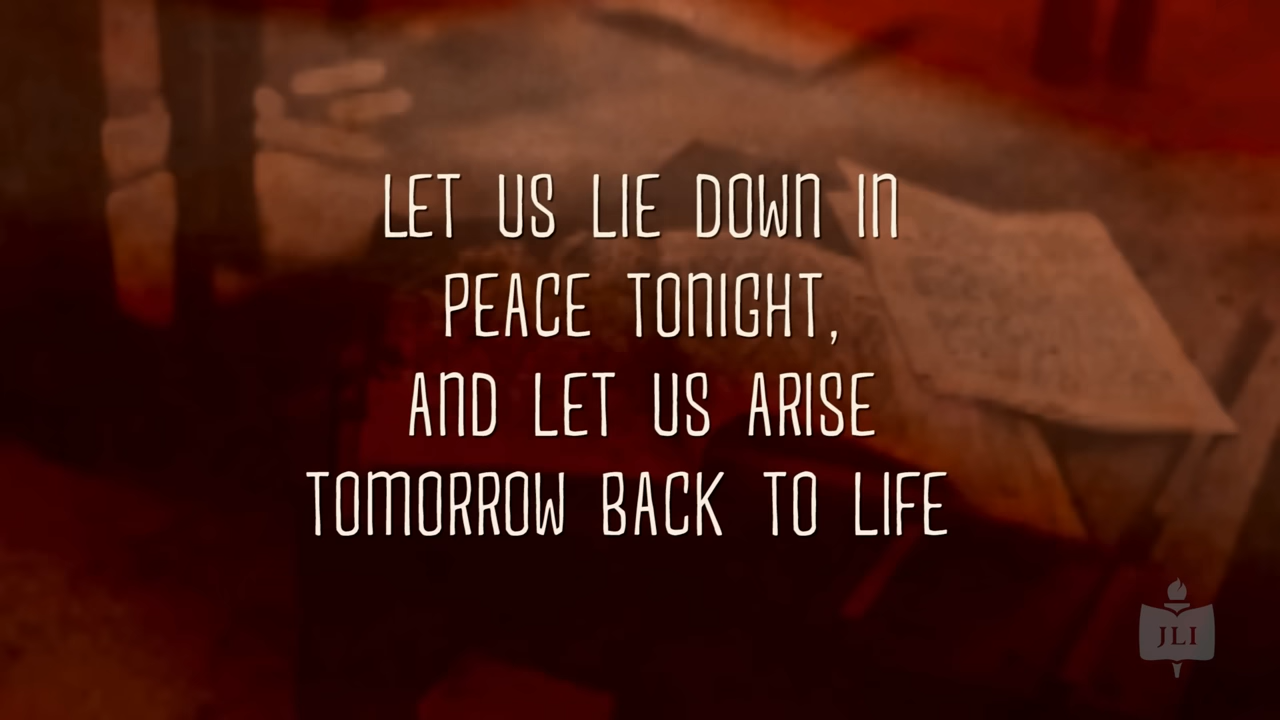 LET US LIE DOWN IN
PEACE TONIGHT,
AND LET US ARISE
TOMORROW BACK TO LIFE
JLI